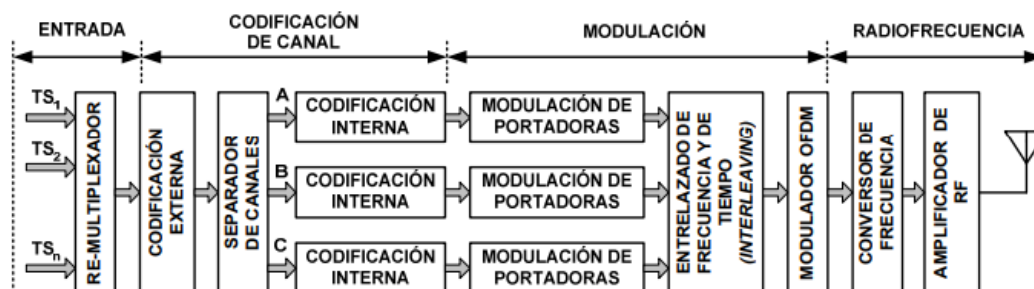 ENTRADA
CODIFICACIÓN
DE CANAL
MODULACIÓN
RADIOFRECUENCIA
TS1
TS2
TSn
RE-MULTIPLEXADOR
CODIFICACIÓN
EXTERNA
SEPARADOR
DE CANALES
A
CODIFICACIÓN
INTERNA
MODULACIÓN DE
PORTADORAS
B
CODIFICACIÓN
INTERNA
MODULACIÓN DE
PORTADORAS
C
CODIFICACIÓN
INTERNA
MODULACIÓN DE
PORTADORAS
ENTRELAZADO DE
FRECUENCIA Y DE
TIEMPO
(INTERLEAVING)
MODULADOR OFDM
CONVERSOR DE
FRECUENCIA
AMPLIFICADOR DE
RF